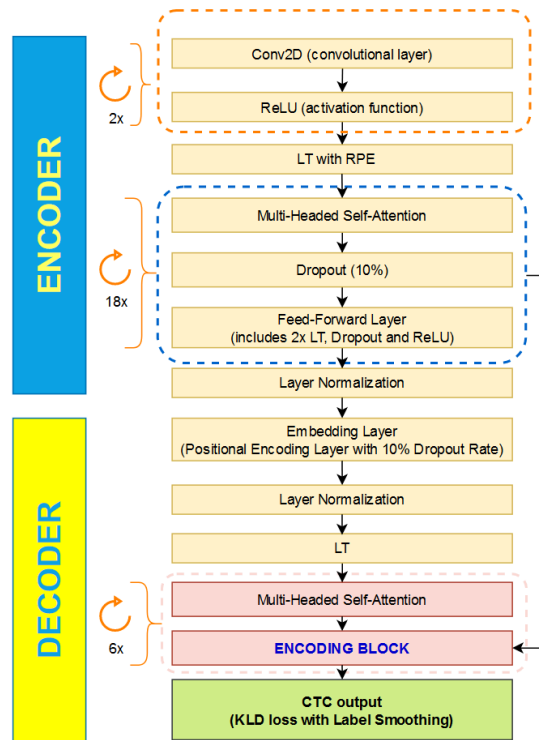 ENCODER
2x
Conv2D (convolutional layer)
ReLU (activation function)
LT with RPE
18x
Multi-Headed Self-Attention
Dropout (10%)
Feed-Forward Layer
(includes 2x LT, Dropout and ReLU)
Layer Normalization
DECODER
Embedding Layer
(Positional Encoding Layer with 10% Dropout Rate)
Layer Normalization
LT
6x
Multi-Headed Self-Attention
ENCODING BLOCK
CTC output
(KLD loss with Label Smoothing)